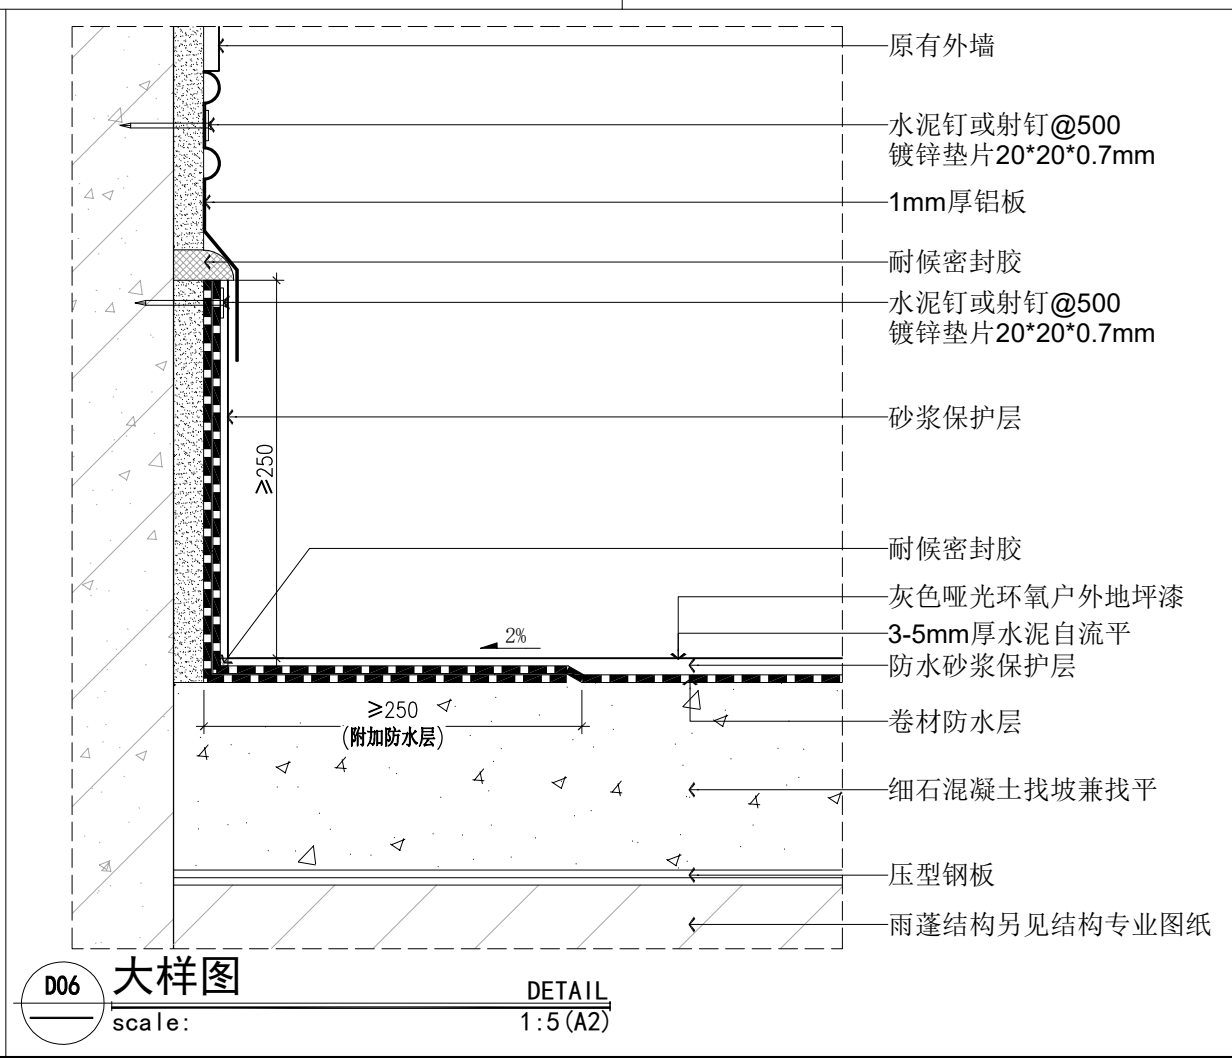 原有外墙
水泥钉或射钉@500
镀锌垫片20*20*0.7mm
1mm厚铝板
耐候密封胶
水泥钉或射钉@500
镀锌垫片20*20*0.7mm
砂浆保护层
≥250
耐候密封胶
灰色哑光环氧户外地坪漆
2%
3-5mm厚水泥自流平
防水砂浆保护层
≥250
(附加防水层)
卷材防水层
细石混凝土找坡兼找平
压型钢板
雨蓬结构另见结构专业图纸
D06
大样图
DETAIL
scale:
1:5(A2)